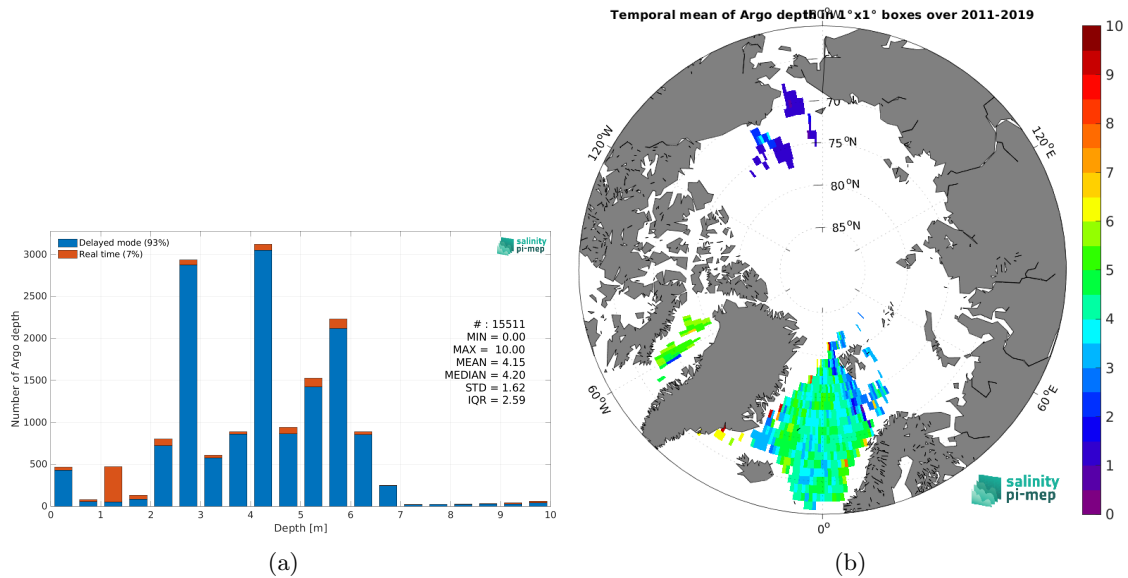 Temporal mean of Argo depth in 1°x1° boxes over 2011-2019
Delayed mode (93%)
Real time (7%)
salinity
pi-mep
# : 15511
MIN = 0.00
MAX = 10.00
MEAN = 4.15
MEDIAN = 4.20
STD = 1.62
IQR = 2.59
Number of Argo depth
3000
2500
2000
1500
1000
500
0
0 1 2 3 4 5 6 7 8 9 10
Depth [m]
(a)
180°W
120°W
120°E
60°W
60°E
0°
75°N
80°N
85°N
salinity
pi-mep
10
9
8
7
6
5
4
3
2
1
0
(b)